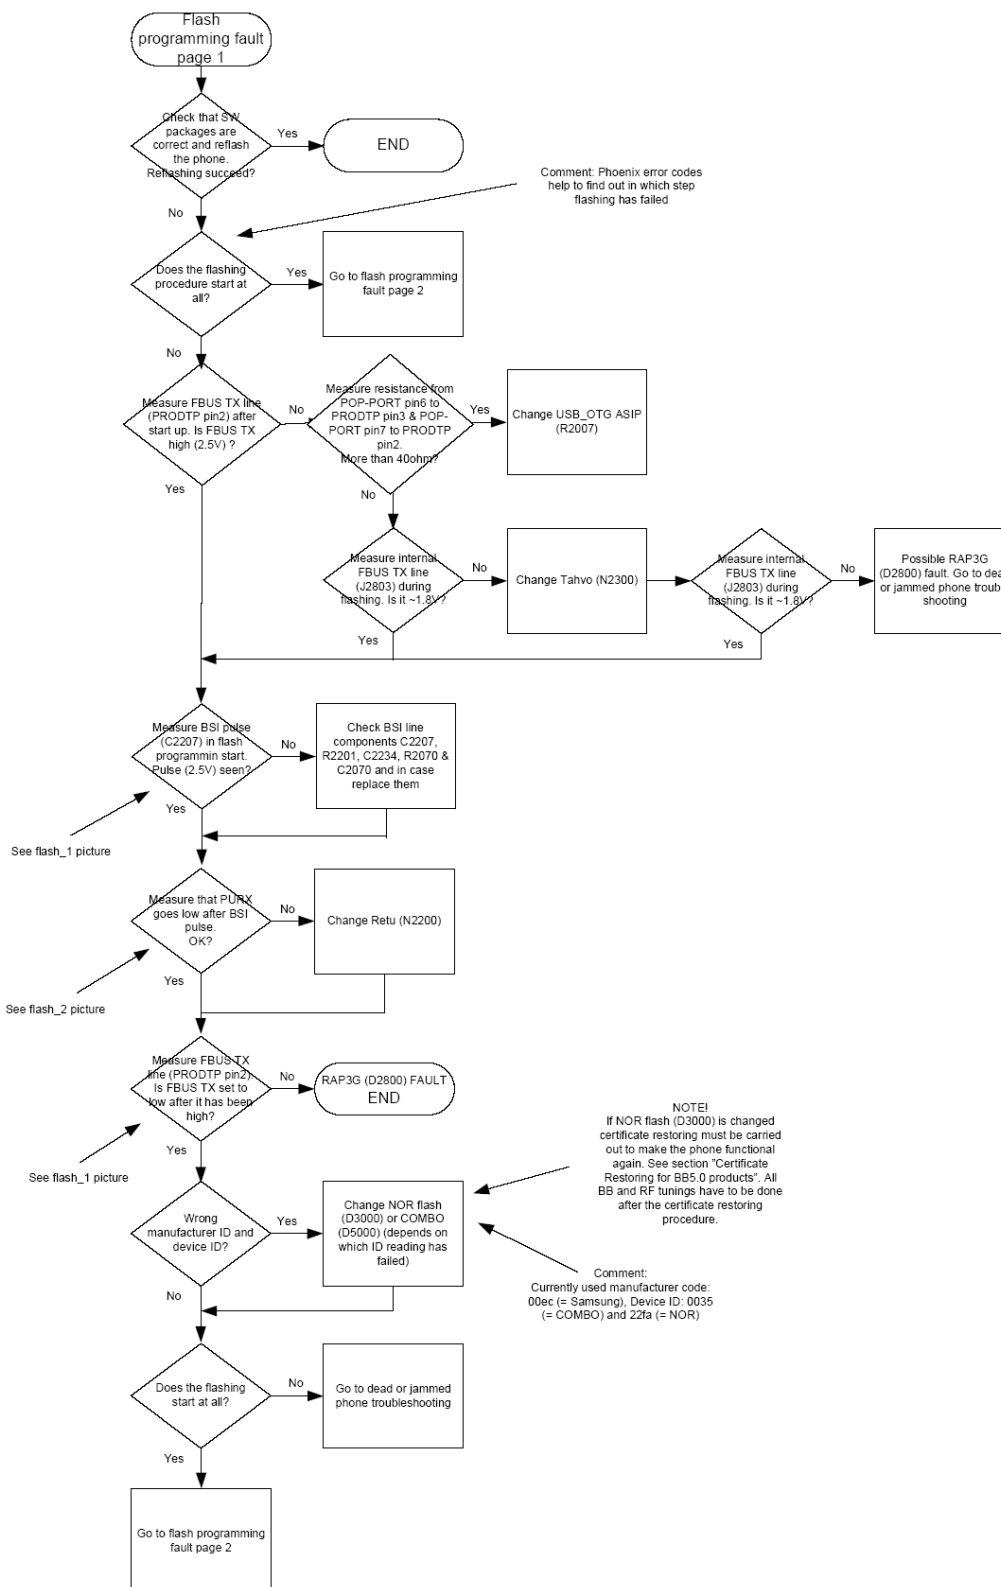 Flash
programming fault
page 1
Check that SW
packages are
correct and reflash
the phone.
Reflashing succeed?
Yes
END
No
Comment: Phoenix error codes
help to find out in which step
flashing has failed
Does the flashing
procedure start at
all?
Yes
Go to flash programming
fault page 2
No
Measure FBUS TX line
(PRODTP pin2) after
start up. Is FBUS TX
high (2.5V) ?
No
Measure resistance from
POP-PORT pin6 to
PRODTP pin3 & POP-
PORT pin7 to PRODTP
pin2.
More than 40ohm?
Yes
Change USB_OTG ASIP
(R2007)
Yes
No
Measure internal
FBUS TX line
(J2803) during
flashing. Is it ~1.8V?
No
Change Tahvo (N2300)
Measure internal
FBUS TX line
(J2803) during
flashing. Is it ~1.8V?
No
Possible RAP3G
(D2800) fault. Go to dead
or jammed phone troubl
shooting
Yes
Yes
Measure BSI pulse
(C2207) in flash
programmin start.
Pulse (2.5V) seen?
No
Check BSI line
components C2207,
R2201, C2234, R2070 &
C2070 and in case
replace them
Yes
See flash_1 picture
Measure that PURX
goes low after BSI
pulse.
OK?
No
Change Retu (N2200)
Yes
See flash_2 picture
Measure FBUS TX
line (PRODTP pin2).
Is FBUS TX set to
low after it has been
high?
No
RAP3G (D2800) FAULT
END
Yes
See flash_1 picture
NOTE!
If NOR flash (D3000) is changed
certificate restoring must be carried
out to make the phone functional
again. See section "Certificate
Restoring for BB5.0 products". All
BB and RF tunings have to be done
after the certificate restoring
procedure.
Wrong
manufacturer ID and
device ID?
Yes
Change NOR flash
(D3000) or COMBO
(D5000) (depends on
which ID reading has
failed)
No
Comment:
Currently used manufacturer code:
00ec (= Samsung), Device ID: 0035
(= COMBO) and 22fa (= NOR)
Does the flashing
start at all?
No
Go to dead or jammed
phone troubleshooting
Yes
Go to flash programming
fault page 2